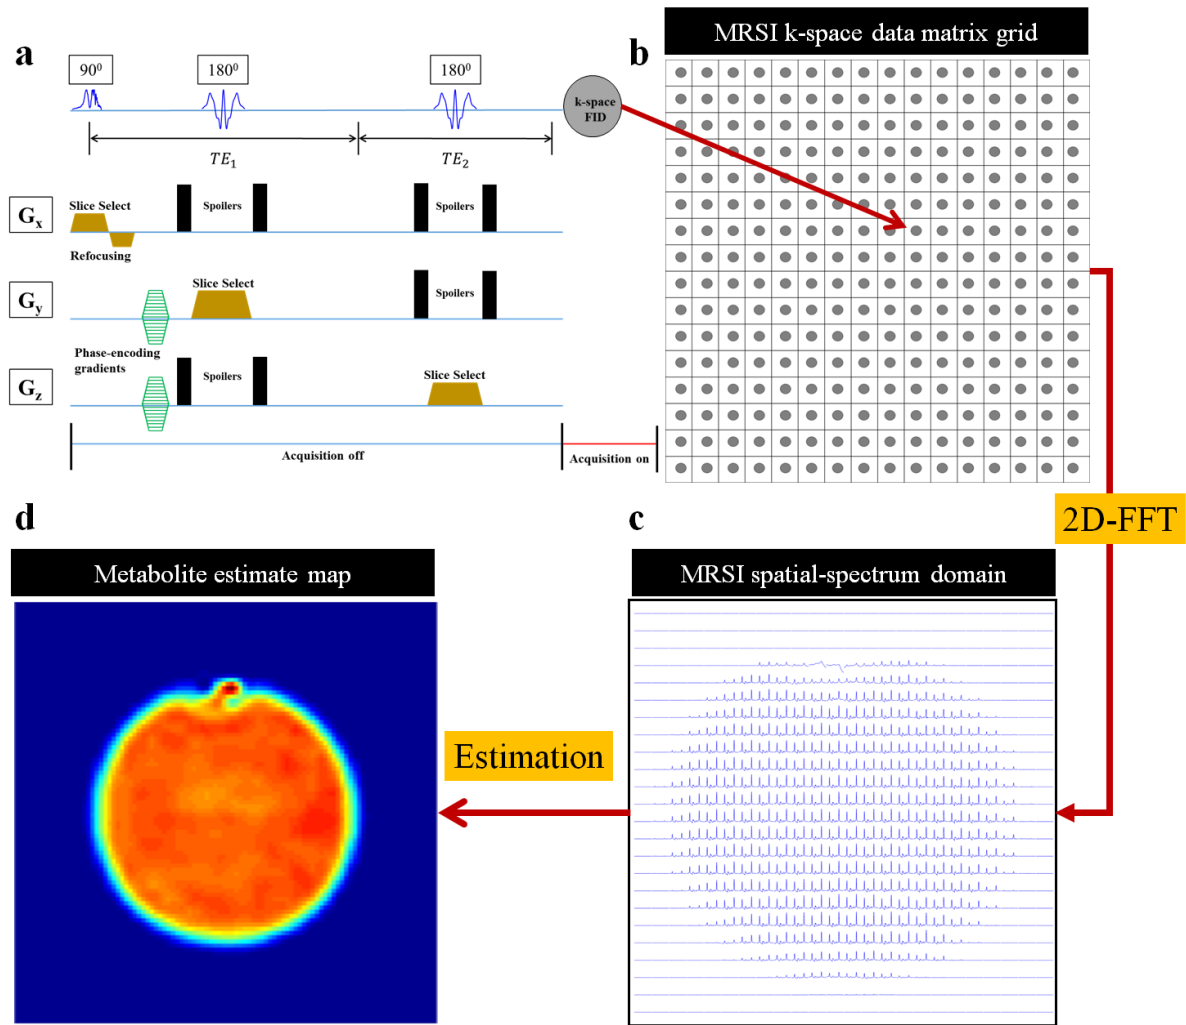 a
90⁰
180⁰
180⁰
k-space
FID
TE₁
TE₂
Gₓ
Slice Select
Refocusing
Spoilers
Spoilers
G_y
Slice Select
Spoilers
Phase-encoding
gradients
G_z
Spoilers
Slice Select
Acquisition off
Acquisition on
b
MRSI k-space data matrix grid
2D-FFT
c
MRSI spatial-spectrum domain
Estimation
d
Metabolite estimate map